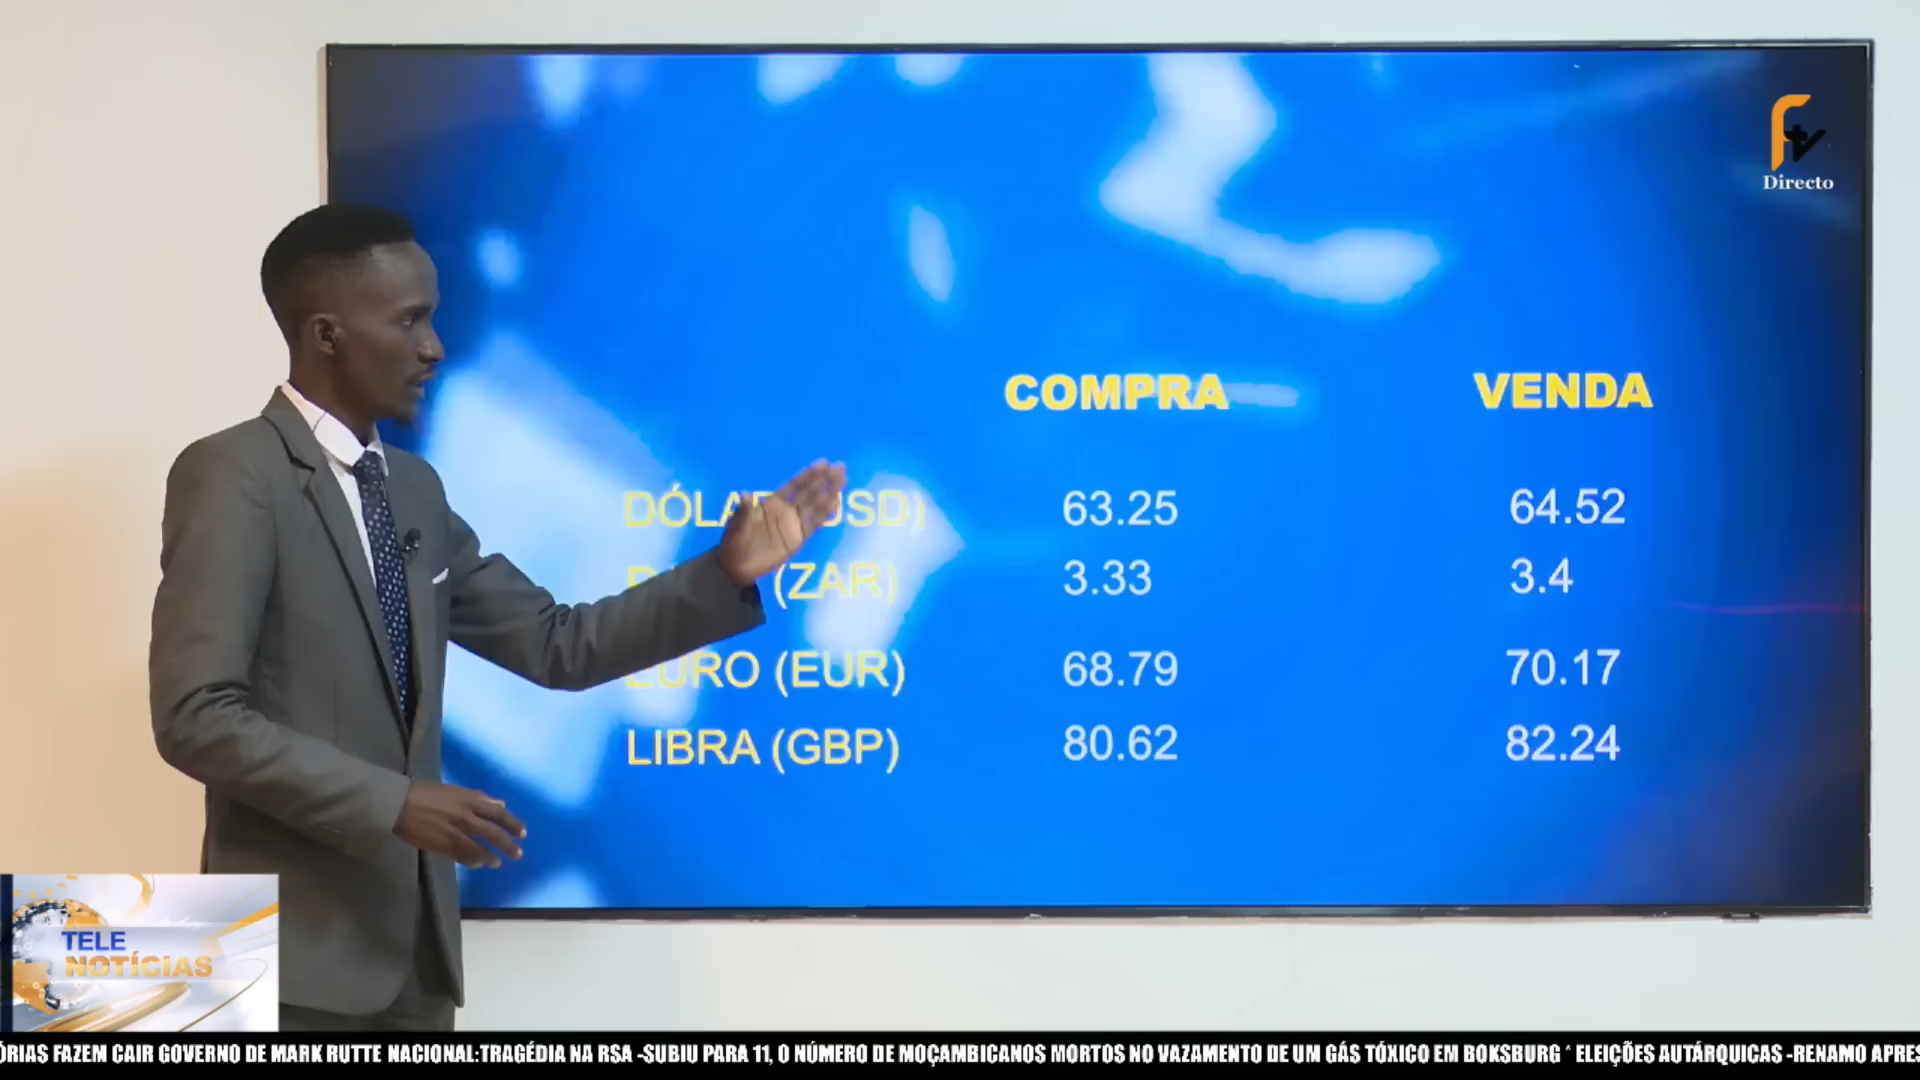 Directo
COMPRA VENDA
(USD) 63.25 64.52
(ZAR) 3.33 3.4
EURO (EUR) 68.79 70.17
LIBRA (GBP) 80.62 82.24
TELE
NOTÍCIAS
FAZEM CAIR GOVERNO DE MARK RUTTE NACIONAL:TRAGÉDIA NA RSA -SUBIU PARA 11, O NÚMERO DE MOÇAMBICANOS MORTOS NO VAZAMENTO DE UM GÁS TÓXICO EM BOKSBURG * ELEIÇÕES AUTÁRQUICAS -RENAMO APRES